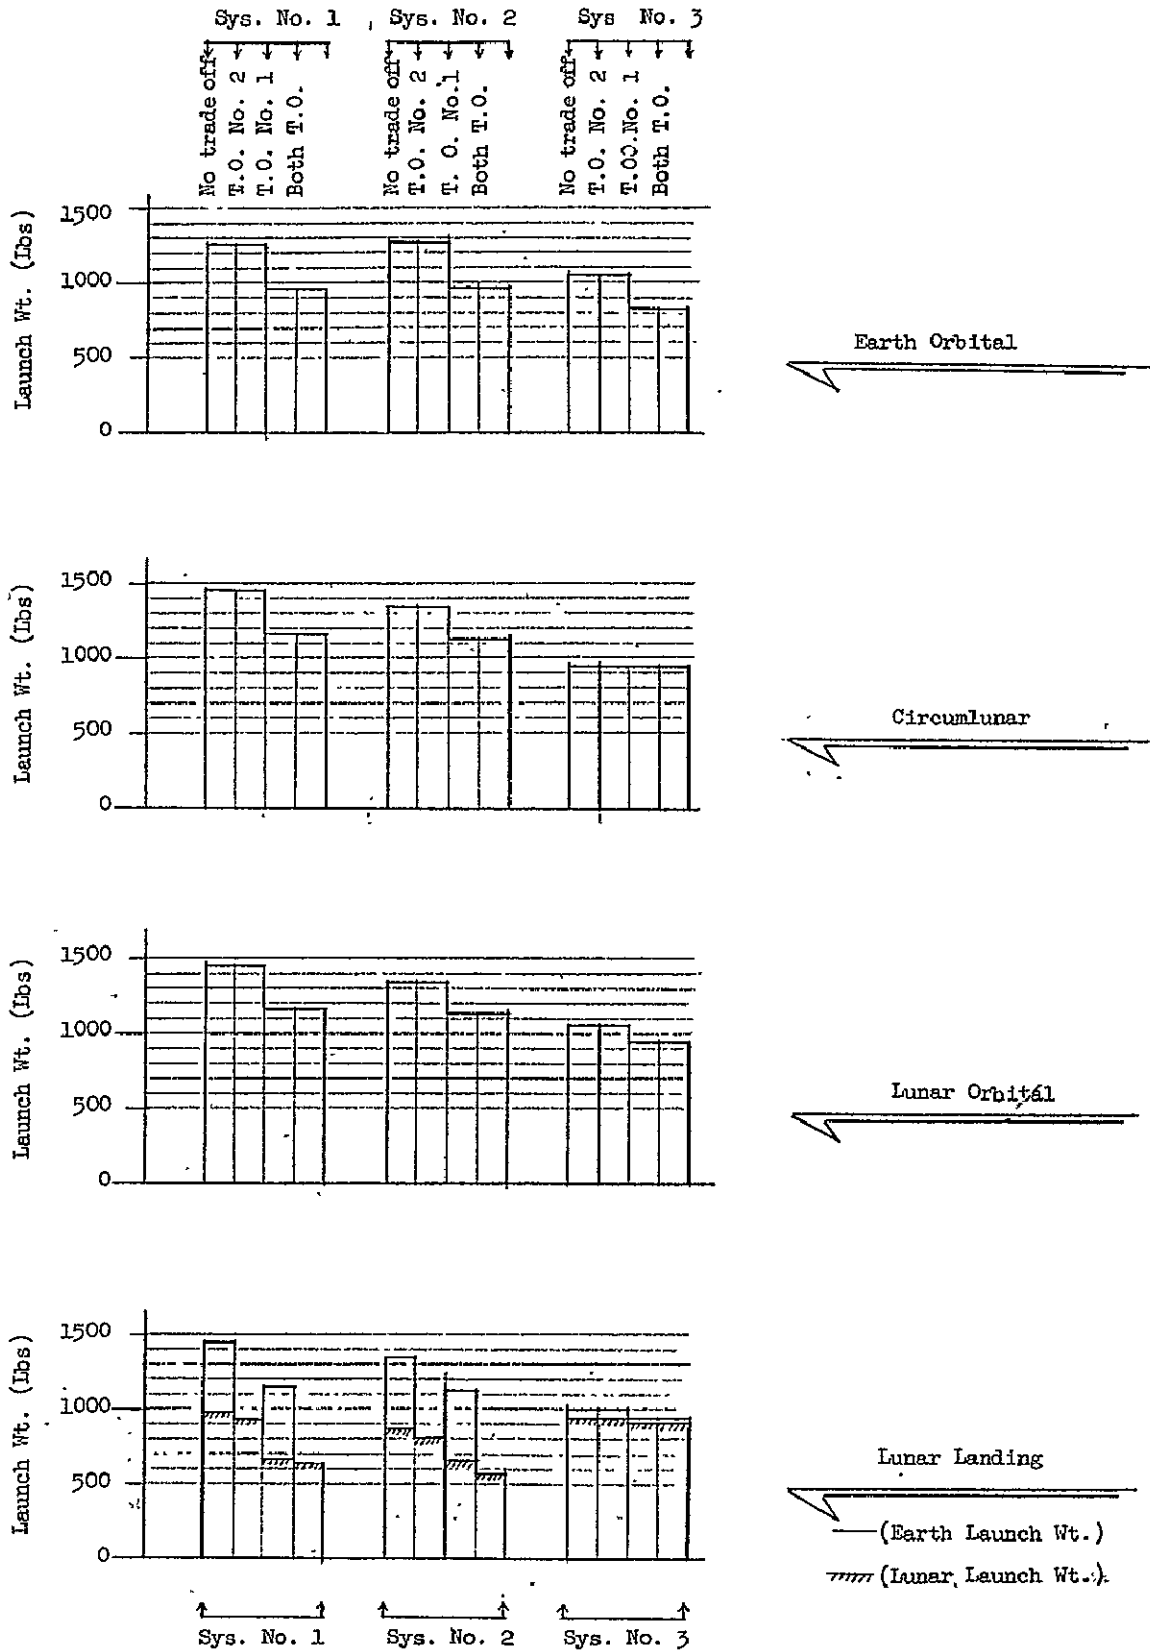 Sys. No. 1
Sys. No. 2
Sys No. 3
No trade off
T.O. No. 2
T.O. No. 1
Both T.O.
No trade off
T.O. No. 2
T. O. No.1
Both T.O.
No trade off
T.O. No. 2
T.OO.No. 1
Both T.O.
Launch Wt. (Lbs)
1500
1000
500
0
Earth Orbital
Launch Wt. (Lbs)
1500
1000
500
0
Circumlunar
Launch Wt. (Lbs)
1500
1000
500
0
Lunar Orbital
Launch Wt. (Lbs)
1500
1000
500
0
Lunar Landing
(Earth Launch Wt.)
(Lunar Launch Wt.)
Sys. No. 1
Sys. No. 2
Sys. No. 3